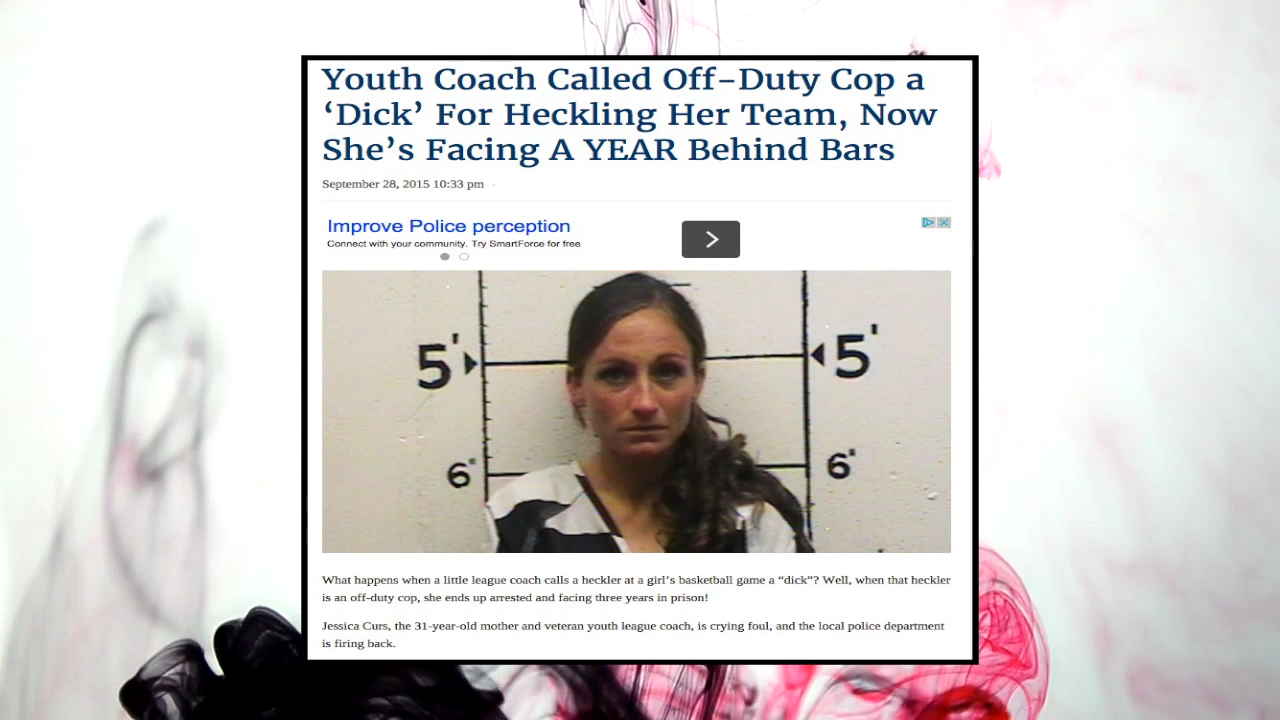 Youth Coach Called Off-Duty Cop a
‘Dick’ For Heckling Her Team, Now
She’s Facing A YEAR Behind Bars
September 28, 2015 10:33 pm
Improve Police perception
Connect with your community. Try SmartForce for free
5'
5'
6"
6"
What happens when a little league coach calls a heckler at a girl’s basketball game a “dick”? Well, when that heckler
is an off-duty cop, she ends up arrested and facing three years in prison!
Jessica Curs, the 31-year-old mother and veteran youth league coach, is crying foul, and the local police department
is firing back.